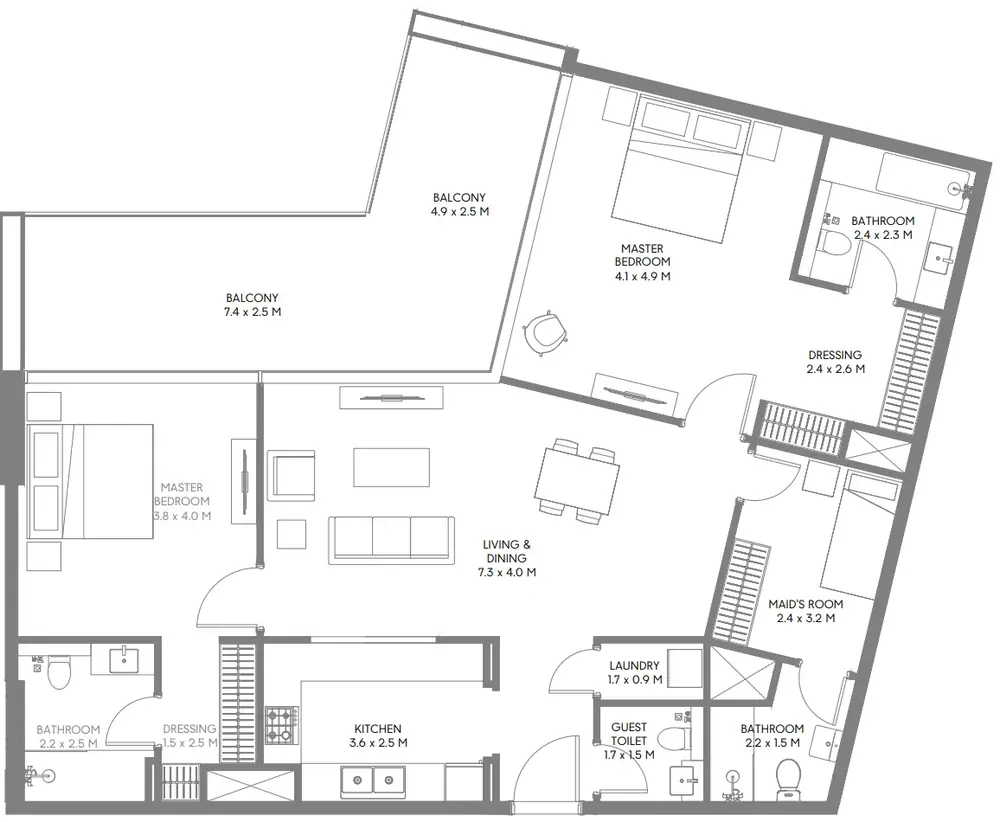 BALCONY
4.9 x 2.5 M
BATHROOM
2.4 x 2.3 M
MASTER
BEDROOM
4.1 x 4.9 M
BALCONY
7.4 x 2.5 M
DRESSING
2.4 x 2.6 M
MASTER
BEDROOM
3.8 x 4.0 M
LIVING &
DINING
7.3 x 4.0 M
MAID'S ROOM
2.4 x 3.2 M
LAUNDRY
1.7 x 0.9 M
BATHROOM
2.2 x 2.5 M
DRESSING
1.5 x 2.5 M
KITCHEN
3.6 x 2.5 M
GUEST
TOILET
1.7 x 1.5 M
BATHROOM
2.2 x 1.5 M